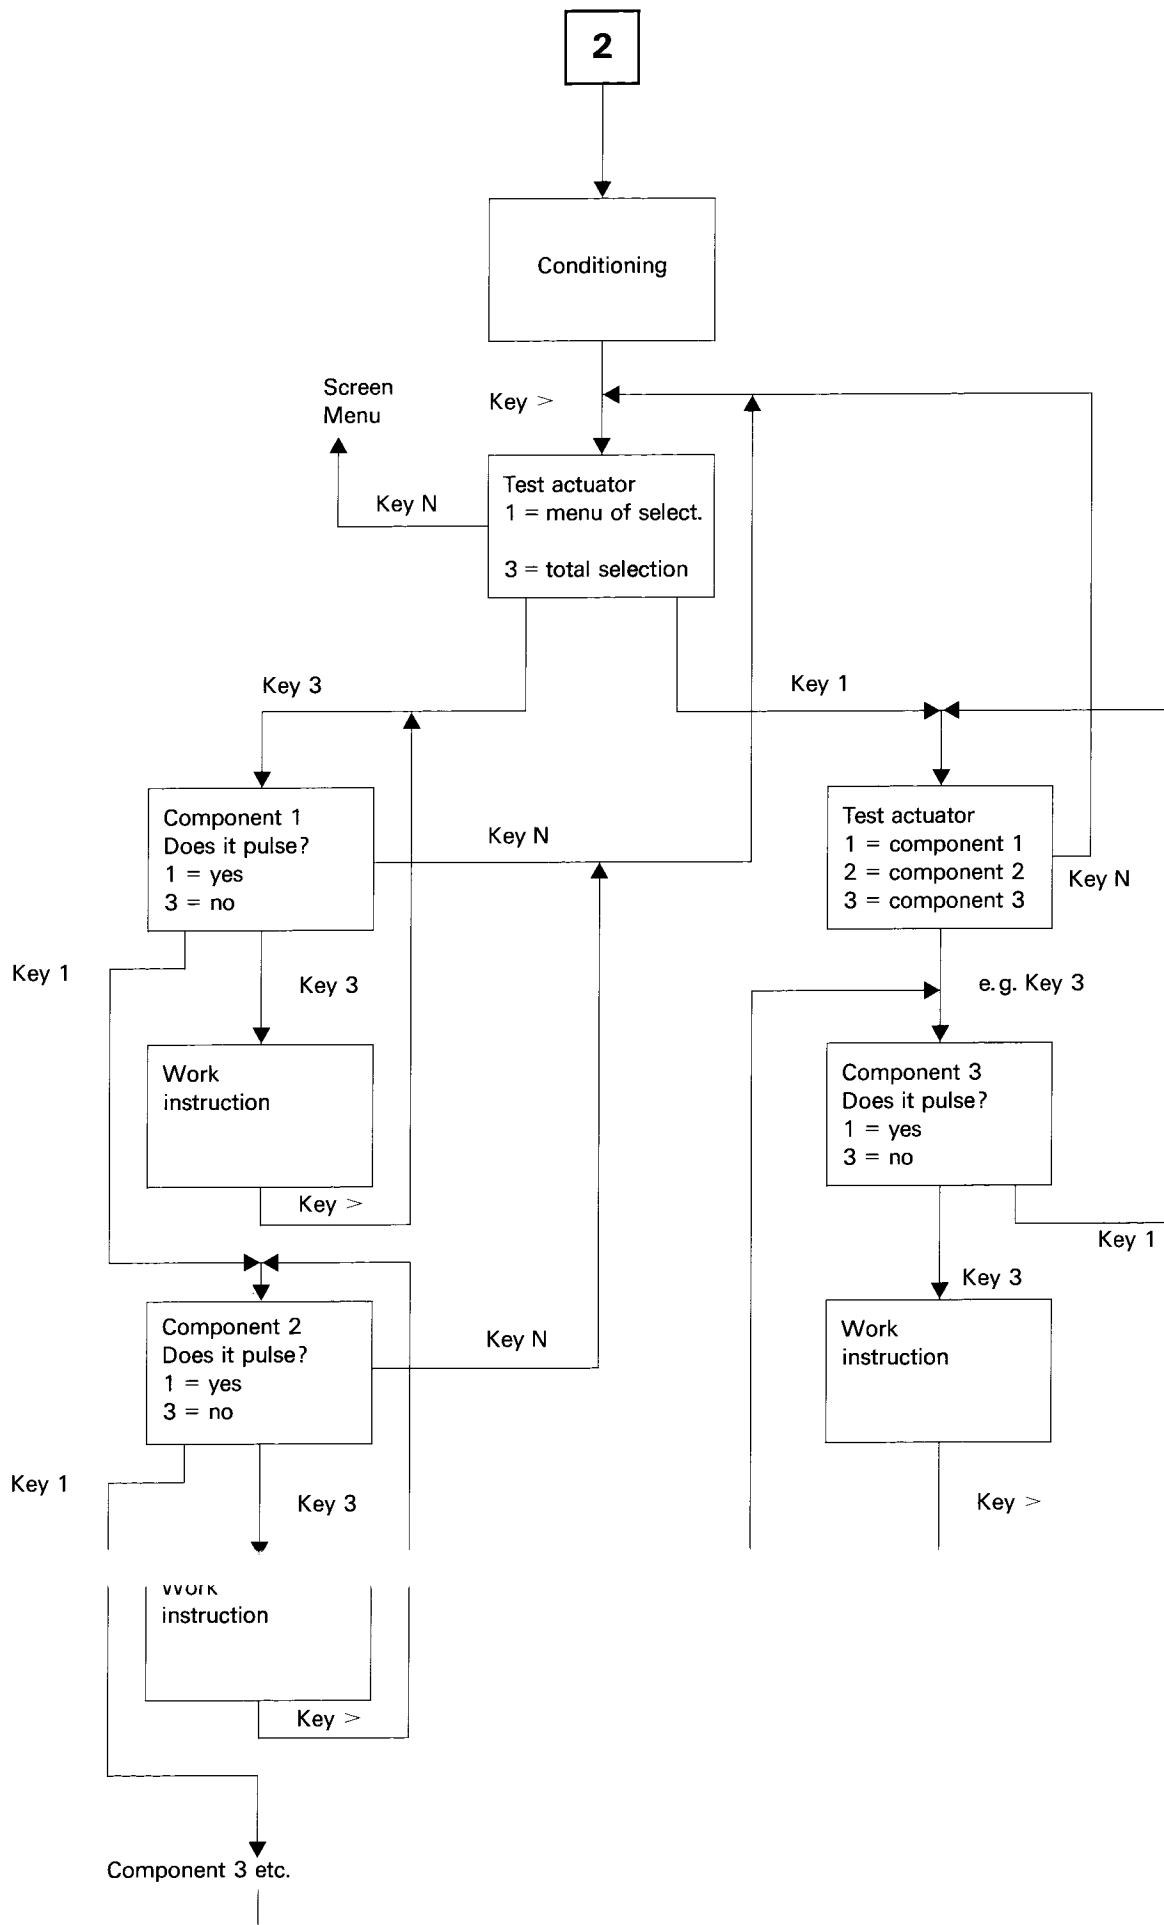 2
Conditioning
Screen
Menu
Key >
Key N
Test actuator
1 = menu of select.
3 = total selection
Key 3
Key 1
Component 1
Does it pulse?
1 = yes
3 = no
Key N
Test actuator
1 = component 1
2 = component 2
3 = component 3
Key N
Key 1
Key 3
e.g. Key 3
Work
instruction
Key >
Component 3
Does it pulse?
1 = yes
3 = no
Key 1
Key 3
Component 2
Does it pulse?
1 = yes
3 = no
Key N
Work
instruction
Key 1
Key 3
Key >
Work
instruction
Key >
Component 3 etc.